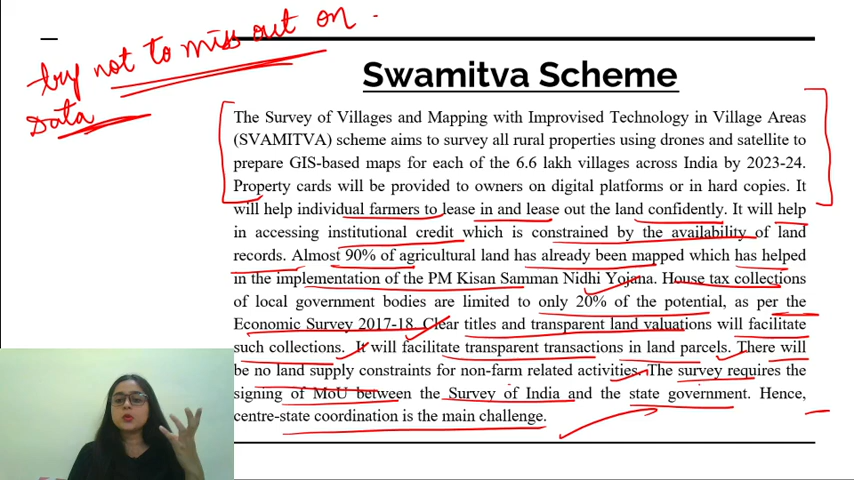 try not to miss out on
data
Swamitva Scheme
The Survey of Villages and Mapping with Improvised Technology in Village Areas
(SVAMITVA) scheme aims to survey all rural properties using drones and satellite to
prepare GIS-based maps for each of the 6.6 lakh villages across India by 2023-24.
Property cards will be provided to owners on digital platforms or in hard copies. It
will help individual farmers to lease in and lease out the land confidently. It will help
in accessing institutional credit which is constrained by the availability of land
records. Almost 90% of agricultural land has already been mapped which has helped
in the implementation of the PM Kisan Samman Nidhi Yojana. House tax collections
of local government bodies are limited to only 20% of the potential, as per the
Economic Survey 2017-18. Clear titles and transparent land valuations will facilitate
such collections. It will facilitate transparent transactions in land parcels. There will
be no land supply constraints for non-farm related activities. The survey requires the
signing of MoU between the Survey of India and the state government. Hence,
centre-state coordination is the main challenge.